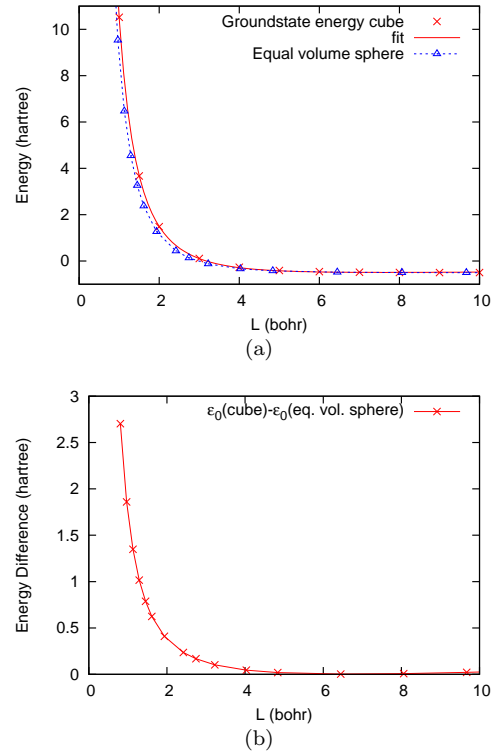 Groundstate energy cube
fit
Equal volume sphere
Energy (hartree)
10
8
6
4
2
0
0 2 4 6 8 10
L (bohr)
(a)
ε0(cube)-ε0(eq. vol. sphere)
Energy Difference (hartree)
3
2.5
2
1.5
1
0.5
0
0 2 4 6 8 10
L (bohr)
(b)